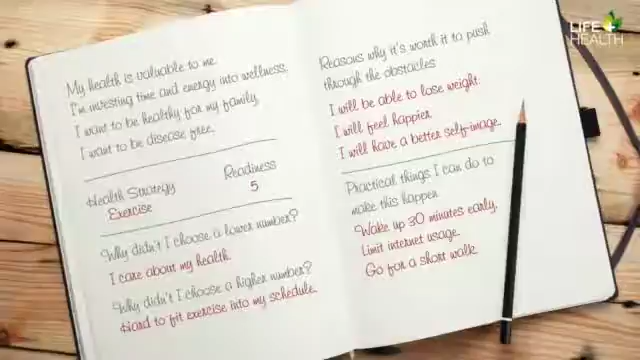 My health is valuable to me.
I'm investing time and energy into wellness.
I want to be healthy for my family.
I want to be disease free.
Health Strategy
Readiness
Exercise
5
Why didn't I choose a lower number?
I care about my health.
Why didn't I choose a higher number?
Hard to fit exercise into my schedule.
Reasons why it's worth it to push
through the obstacles
I will be able to lose weight.
I will feel happier.
I will have a better self-image.
Practical things I can do to
make this happen
Wake up 30 minutes early.
Limit internet usage.
Go for a short walk
LIFE+
HEALTH